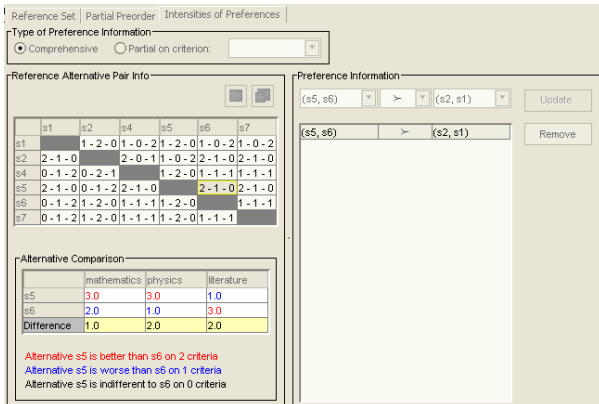 Reference Set Partial Preorder Intensities of Preferences
Type of Preference Information
Comprehensive Partial on criterion:
Reference Alternative Pair Info
s1 s2 s4 s5 s6 s7
s1 1 - 2 - 0 1 - 0 - 2 1 - 2 - 0 1 - 0 - 2 1 - 0 - 2
s2 2 - 1 - 0 2 - 0 - 1 1 - 0 - 2 2 - 1 - 0 2 - 1 - 0
s4 0 - 1 - 2 0 - 2 - 1 1 - 2 - 0 1 - 1 - 1 1 - 1 - 1
s5 2 - 1 - 0 0 - 1 - 2 2 - 1 - 0 2 - 1 - 0 2 - 1 - 0
s6 0 - 1 - 2 1 - 2 - 0 1 - 1 - 1 1 - 2 - 0 1 - 1 - 1
s7 0 - 1 - 2 1 - 2 - 0 1 - 1 - 1 1 - 2 - 0 1 - 1 - 1
Alternative Comparison
mathematics physics literature
s5 3.0 3.0 1.0
s6 2.0 1.0 3.0
Difference 1.0 2.0 2.0
Alternative s5 is better than s6 on 2 criteria
Alternative s5 is worse than s6 on 1 criteria
Alternative s5 is indifferent to s6 on 0 criteria
Preference Information
(s5, s6) ≻ (s2, s1) Update
(s5, s6) ≻ (s2, s1) Remove